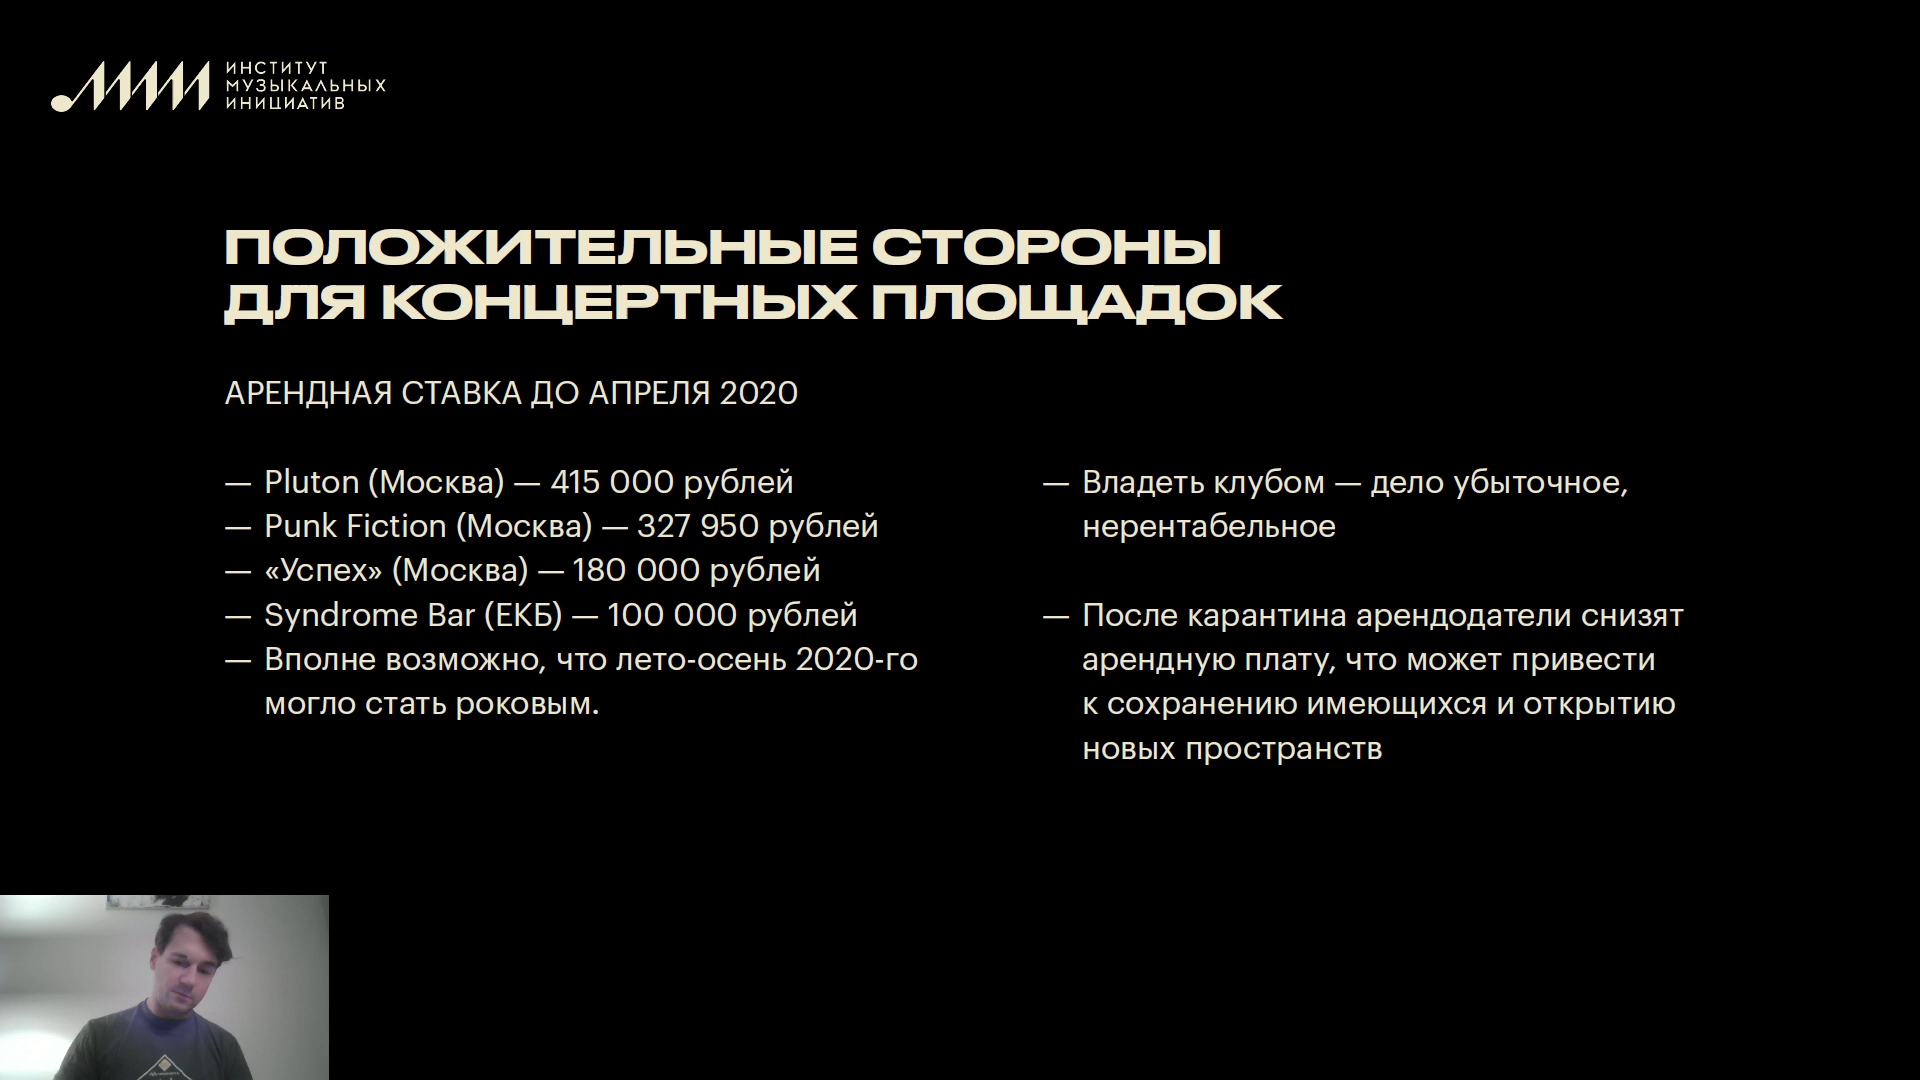 ИНСТИТУТ
МУЗЫКАЛЬНЫХ
ИНИЦИАТИВ
ПОЛОЖИТЕЛЬНЫЕ СТОРОНЫ
ДЛЯ КОНЦЕРТНЫХ ПЛОЩАДОК
АРЕНДНАЯ СТАВКА ДО АПРЕЛЯ 2020
— Pluton (Москва) — 415 000 рублей
— Punk Fiction (Москва) — 327 950 рублей
— «Успех» (Москва) — 180 000 рублей
— Syndrome Bar (ЕКБ) — 100 000 рублей
— Вполне возможно, что лето-осень 2020-го
могло стать роковым.
— Владеть клубом — дело убыточное,
нерентабельное
— После карантина арендодатели снизят
арендную плату, что может привести
к сохранению имеющихся и открытию
новых пространств